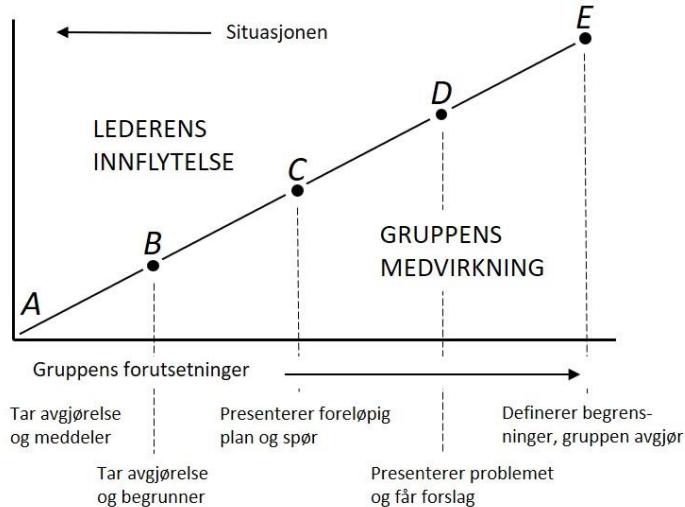 E
Situasjonen
D
LEDERENS
INNFLYTELSE
C
GRUPPENS
MEDVIRKNING
B
A
Gruppens forutsetninger
Tar avgjørelse
og meddeler
Tar avgjørelse
og begrunner
Presenterer foreløpig
plan og spør
Presenterer problemet
og får forslag
Definerer begrens-
ninger, gruppen avgjør